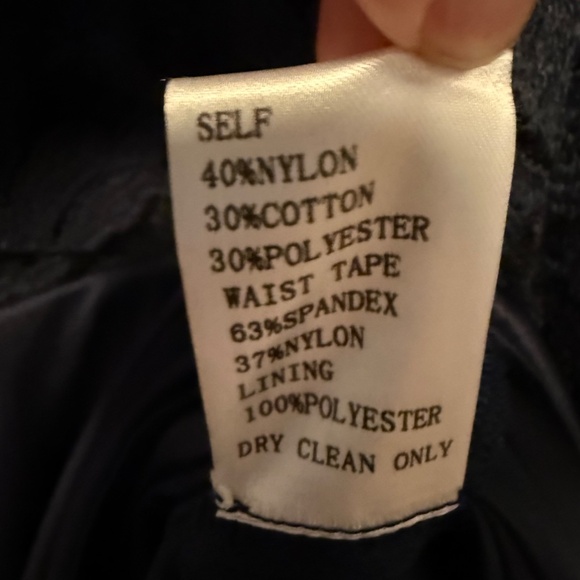 SELF
40%NYLON
30%COTTON
30%POLYESTER
WAIST TAPE
63%SPANDEX
37%NYLON
LINING
100%POLYESTER
DRY CLEAN ONLY